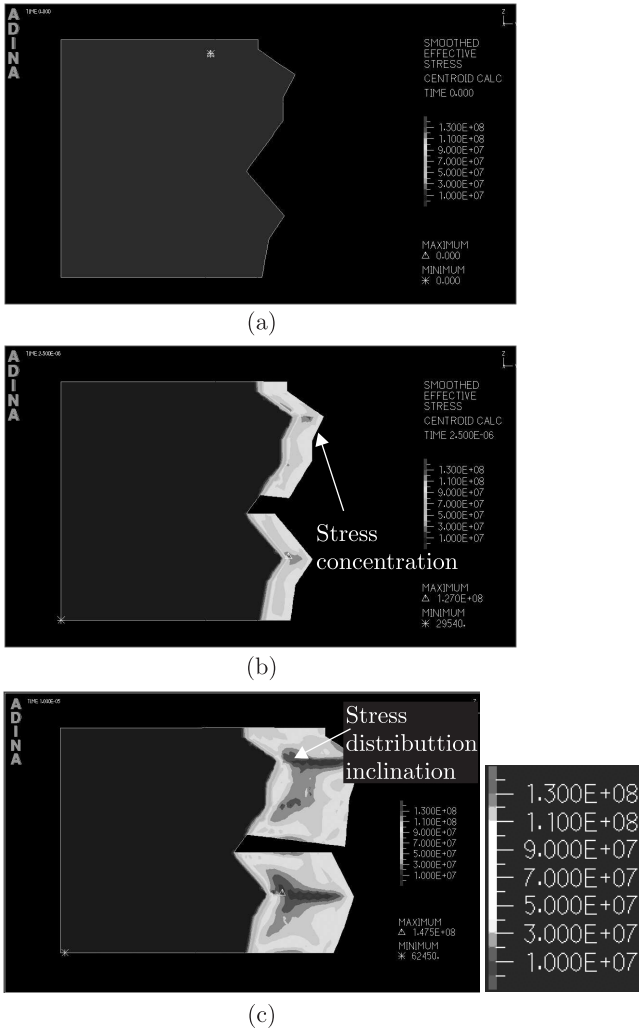 ADINA
TIME 0.000
Z
SMOOTHED
EFFECTIVE
STRESS
CENTROID CALC
TIME 0.000
1.300E+08
1.100E+08
9.000E+07
7.000E+07
5.000E+07
3.000E+07
1.000E+07
MAXIMUM
△ 0.000
MINIMUM
✳ 0.000
(a)
ADINA
TIME 2.500E-06
Z
SMOOTHED
EFFECTIVE
STRESS
CENTROID CALC
TIME 2.500E-06
1.300E+08
1.100E+08
9.000E+07
7.000E+07
5.000E+07
3.000E+07
1.000E+07
Stress
concentration
MAXIMUM
△ 1.270E+08
MINIMUM
✳ 29540.
(b)
ADINA
TIME 1.000E-05
Stress
distributtion
inclination
1.300E+08
1.100E+08
9.000E+07
7.000E+07
5.000E+07
3.000E+07
1.000E+07
MAXIMUM
△ 1.475E+08
MINIMUM
✳ 62450.
1.300E+08
1.100E+08
9.000E+07
7.000E+07
5.000E+07
3.000E+07
1.000E+07
(c)